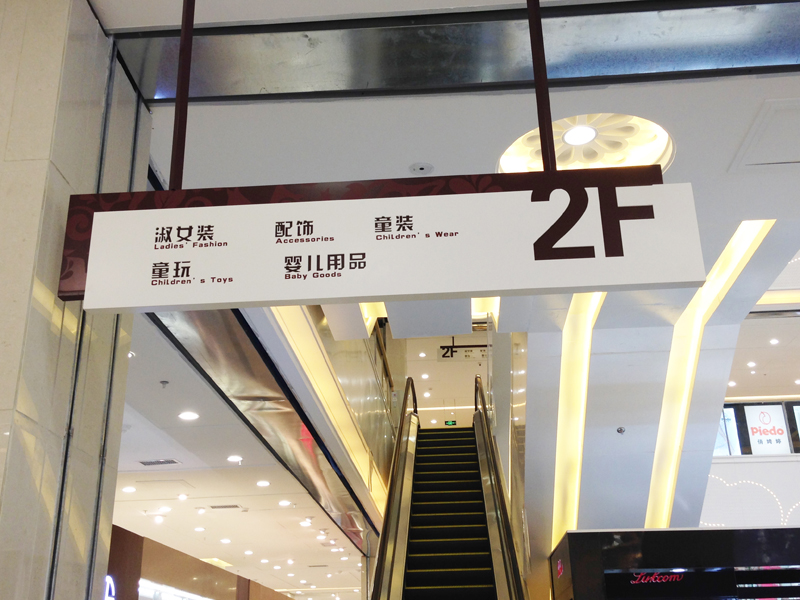 淑女装 配饰 童装 2F
Ladies' Fashion Accessories Children's Wear
童玩 婴儿用品
Children's Toys Baby Goods
2F
Piedo
Linkcom